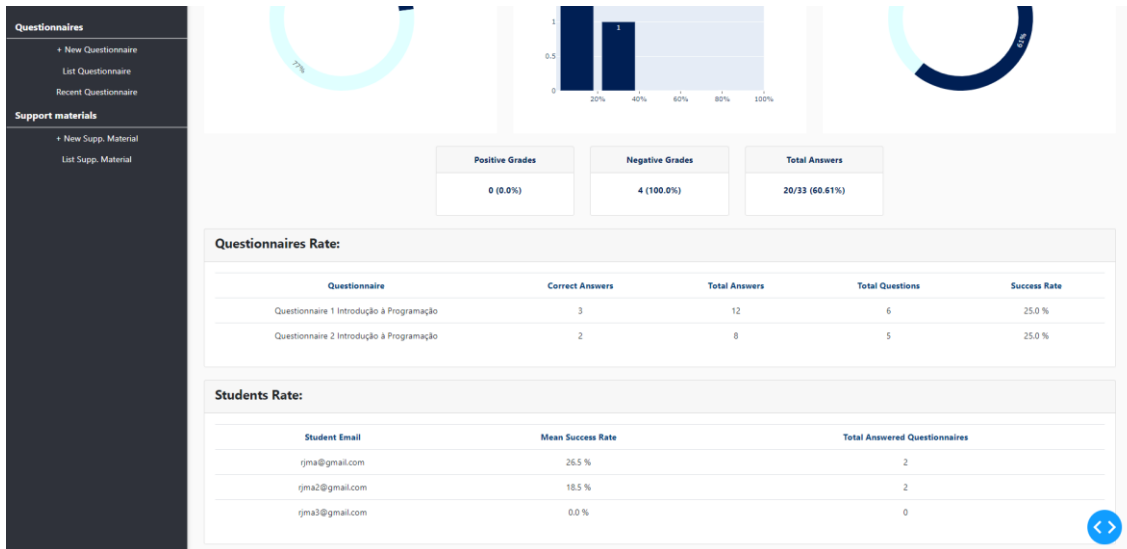 Questionnaires
+ New Questionnaire
List Questionnaire
Recent Questionnaire
Support materials
+ New Supp. Material
List Supp. Material
77%
1
0.5
0
1
20% 40% 60% 80% 100%
61%
Positive Grades
0 (0.0%)
Negative Grades
4 (100.0%)
Total Answers
20/33 (60.61%)
Questionnaires Rate:
Questionnaire Correct Answers Total Answers Total Questions Success Rate
Questionnaire 1 Introdução à Programação 3 12 6 25.0 %
Questionnaire 2 Introdução à Programação 2 8 5 25.0 %
Students Rate:
Student Email Mean Success Rate Total Answered Questionnaires
rjma@gmail.com 26.5 % 2
rjma2@gmail.com 18.5 % 2
rjma3@gmail.com 0.0 % 0